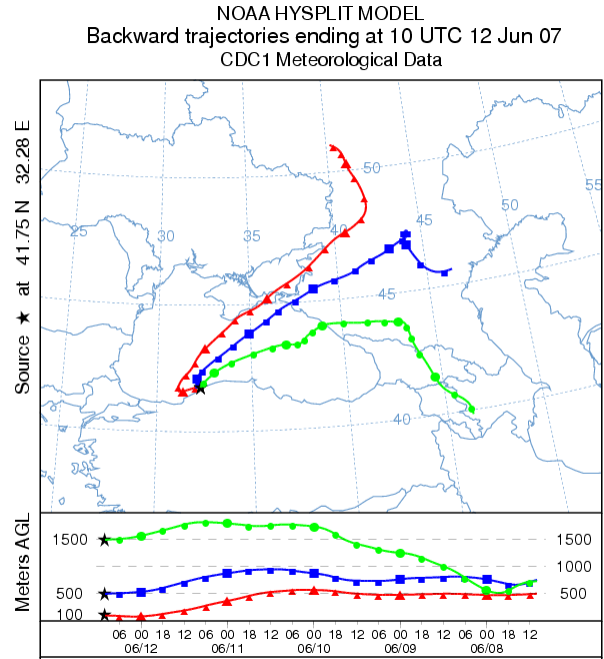 NOAA HYSPLIT MODEL
Backward trajectories ending at 10 UTC 12 Jun 07
CDC1 Meteorological Data
Source ★ at 41.75 N 32.28 E
50
55
50
45
40
25
30
35
45
40
Meters AGL
1500
500
100
1500
1000
500
06 00 18 12 06 00 18 12 06 00 18 12 06 00 18 12 06 00 18 12
06/12 06/11 06/10 06/09 06/08